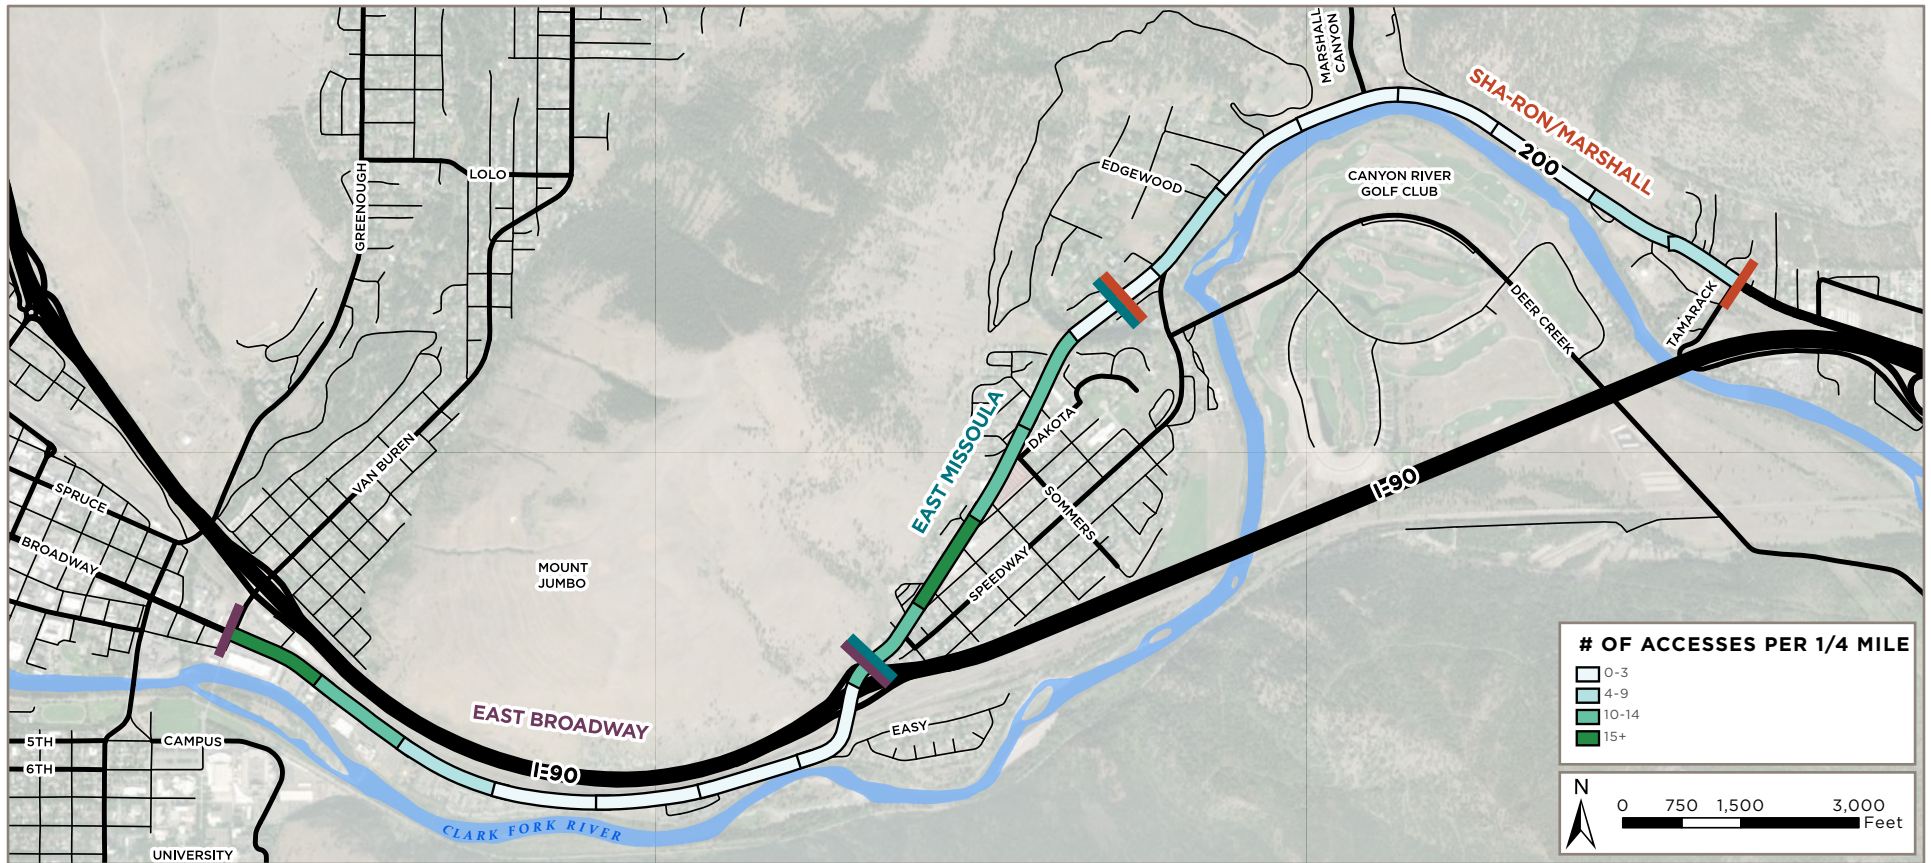 MARSHALL
CANYON
SHA-RON/MARSHALL
200
GREENOUGH
LOLO
EDGEWOOD
CANYON RIVER
GOLF CLUB
DEER CREEK
TAMARACK
EAST MISSOULA
DAKOTA
VAN BUREN
SPRUCE
SOMMERS
I-90
BROADWAY
MOUNT
JUMBO
SPEEDWAY
EAST BROADWAY
EASY
5TH
CAMPUS
6TH
I-90
CLARK FORK RIVER
UNIVERSITY
# OF ACCESSES PER 1/4 MILE
0-3
4-9
10-14
15+
N
0 750 1,500 3,000
Feet